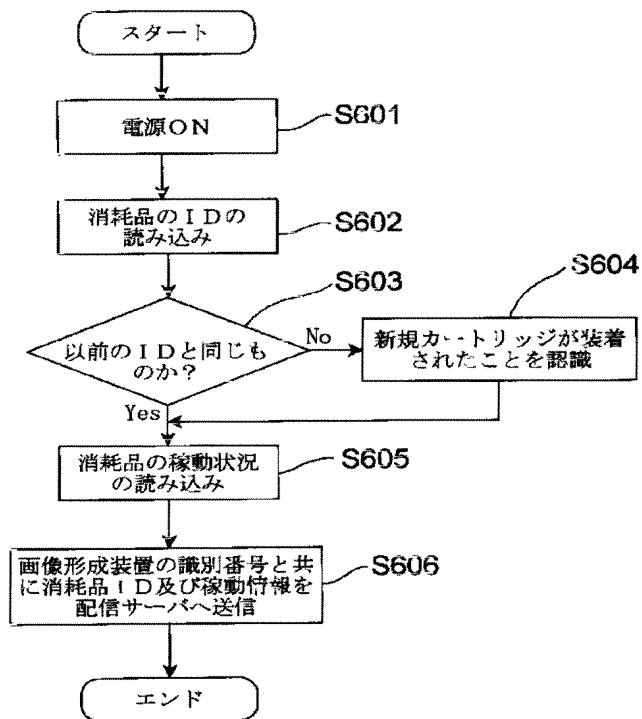 スタート
電源ON
S601
消耗品のIDの
読み込み
S602
S603
以前のIDと同じも
のか?
No
S604
新規カートリッジが装着
されたことを認識
Yes
消耗品の稼動状況
の読み込み
S605
画像形成装置の識別番号と共
に消耗品ID及び稼動情報を
配信サーバへ送信
S606
エンド